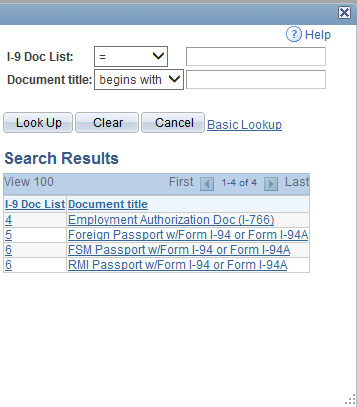 ? Help
I-9 Doc List: =
Document title: begins with
Look Up Clear Cancel Basic Lookup
Search Results
View 100 First 1-4 of 4 Last
I-9 Doc List Document title
4 Employment Authorization Doc (I-766)
5 Foreign Passport w/Form I-94 or Form I-94A
6 FSM Passport w/Form I-94 or Form I-94A
6 RMI Passport w/Form I-94 or Form I-94A